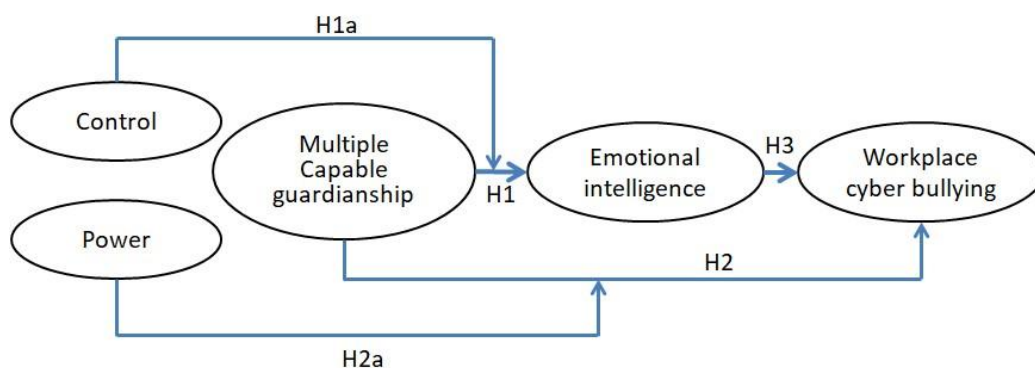 H1a
Control
Multiple
Capable
guardianship
H1
Emotional
intelligence
H3
Workplace
cyber bullying
Power
H2
H2a